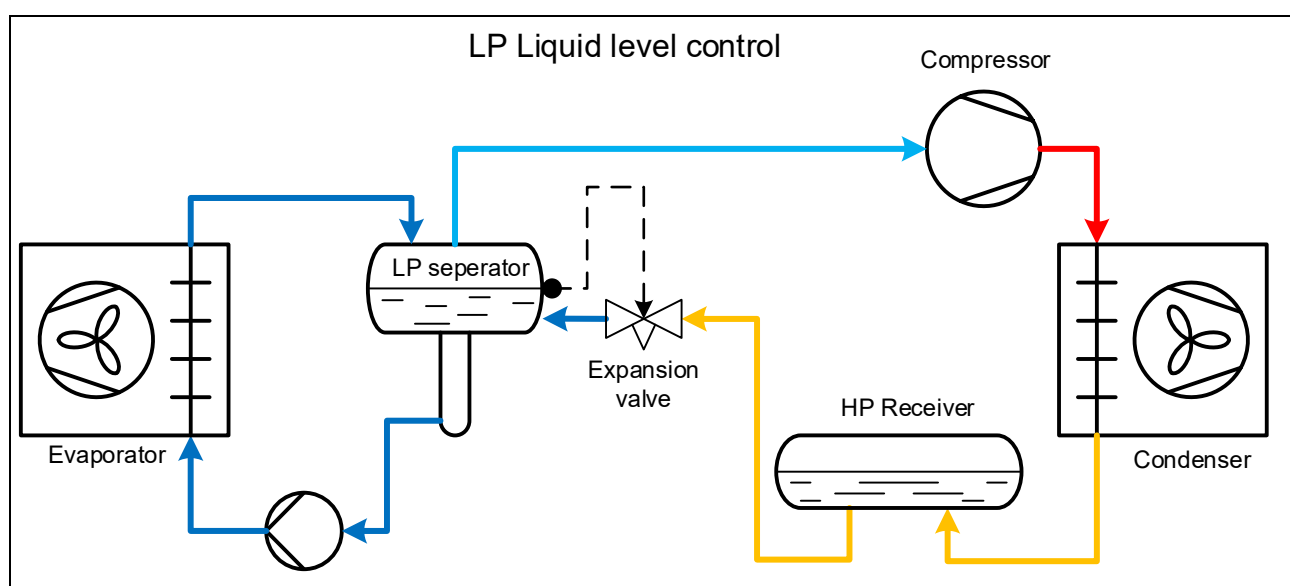 LP Liquid level control
Compressor
LP seperator
Expansion
valve
HP Receiver
Evaporator
Condenser